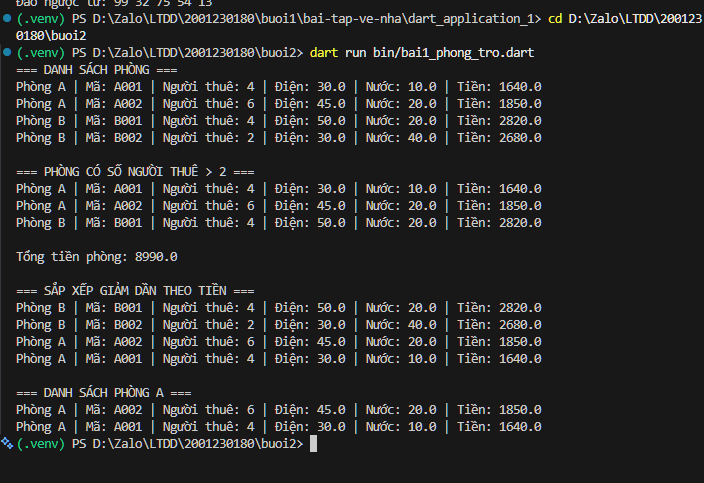 Đảo ngược từ: 99 32 75 54 13
(.venv) PS D:\Zalo\LTDD\2001230180\buoi1\bai-tap-ve-nha\dart_application_1> cd D:\Zalo\LTDD\200123
0180\buoi2
(.venv) PS D:\Zalo\LTDD\2001230180\buoi2> dart run bin/bai1_phong_tro.dart
=== DANH SÁCH PHÒNG ===
Phòng A | Mã: A001 | Người thuê: 4 | Điện: 30.0 | Nước: 10.0 | Tiền: 1640.0
Phòng A | Mã: A002 | Người thuê: 6 | Điện: 45.0 | Nước: 20.0 | Tiền: 1850.0
Phòng B | Mã: B001 | Người thuê: 4 | Điện: 50.0 | Nước: 20.0 | Tiền: 2820.0
Phòng B | Mã: B002 | Người thuê: 2 | Điện: 30.0 | Nước: 40.0 | Tiền: 2680.0
=== PHÒNG CÓ SỐ NGƯỜI THUÊ > 2 ===
Phòng A | Mã: A001 | Người thuê: 4 | Điện: 30.0 | Nước: 10.0 | Tiền: 1640.0
Phòng A | Mã: A002 | Người thuê: 6 | Điện: 45.0 | Nước: 20.0 | Tiền: 1850.0
Phòng B | Mã: B001 | Người thuê: 4 | Điện: 50.0 | Nước: 20.0 | Tiền: 2820.0
Tổng tiền phòng: 8990.0
=== SẮP XẾP GIẢM DẦN THEO TIỀN ===
Phòng B | Mã: B001 | Người thuê: 4 | Điện: 50.0 | Nước: 20.0 | Tiền: 2820.0
Phòng B | Mã: B002 | Người thuê: 2 | Điện: 30.0 | Nước: 40.0 | Tiền: 2680.0
Phòng A | Mã: A002 | Người thuê: 6 | Điện: 45.0 | Nước: 20.0 | Tiền: 1850.0
Phòng A | Mã: A001 | Người thuê: 4 | Điện: 30.0 | Nước: 10.0 | Tiền: 1640.0
=== DANH SÁCH PHÒNG A ===
Phòng A | Mã: A002 | Người thuê: 6 | Điện: 45.0 | Nước: 20.0 | Tiền: 1850.0
Phòng A | Mã: A001 | Người thuê: 4 | Điện: 30.0 | Nước: 10.0 | Tiền: 1640.0
(.venv) PS D:\Zalo\LTDD\2001230180\buoi2>